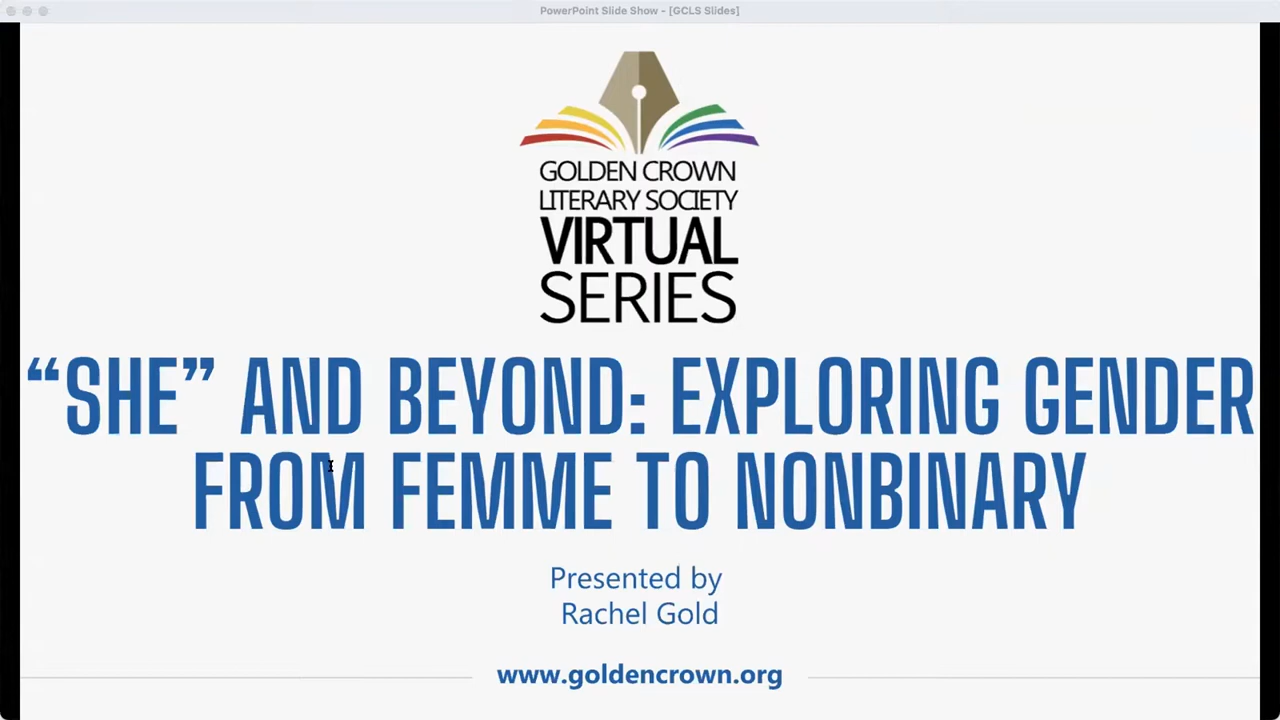 PowerPoint Slide Show - [GCLS Slides]
GOLDEN CROWN
LITERARY SOCIETY
VIRTUAL
SERIES
“SHE” AND BEYOND: EXPLORING GENDER
FROM FEMME TO NONBINARY
Presented by
Rachel Gold
www.goldencrown.org